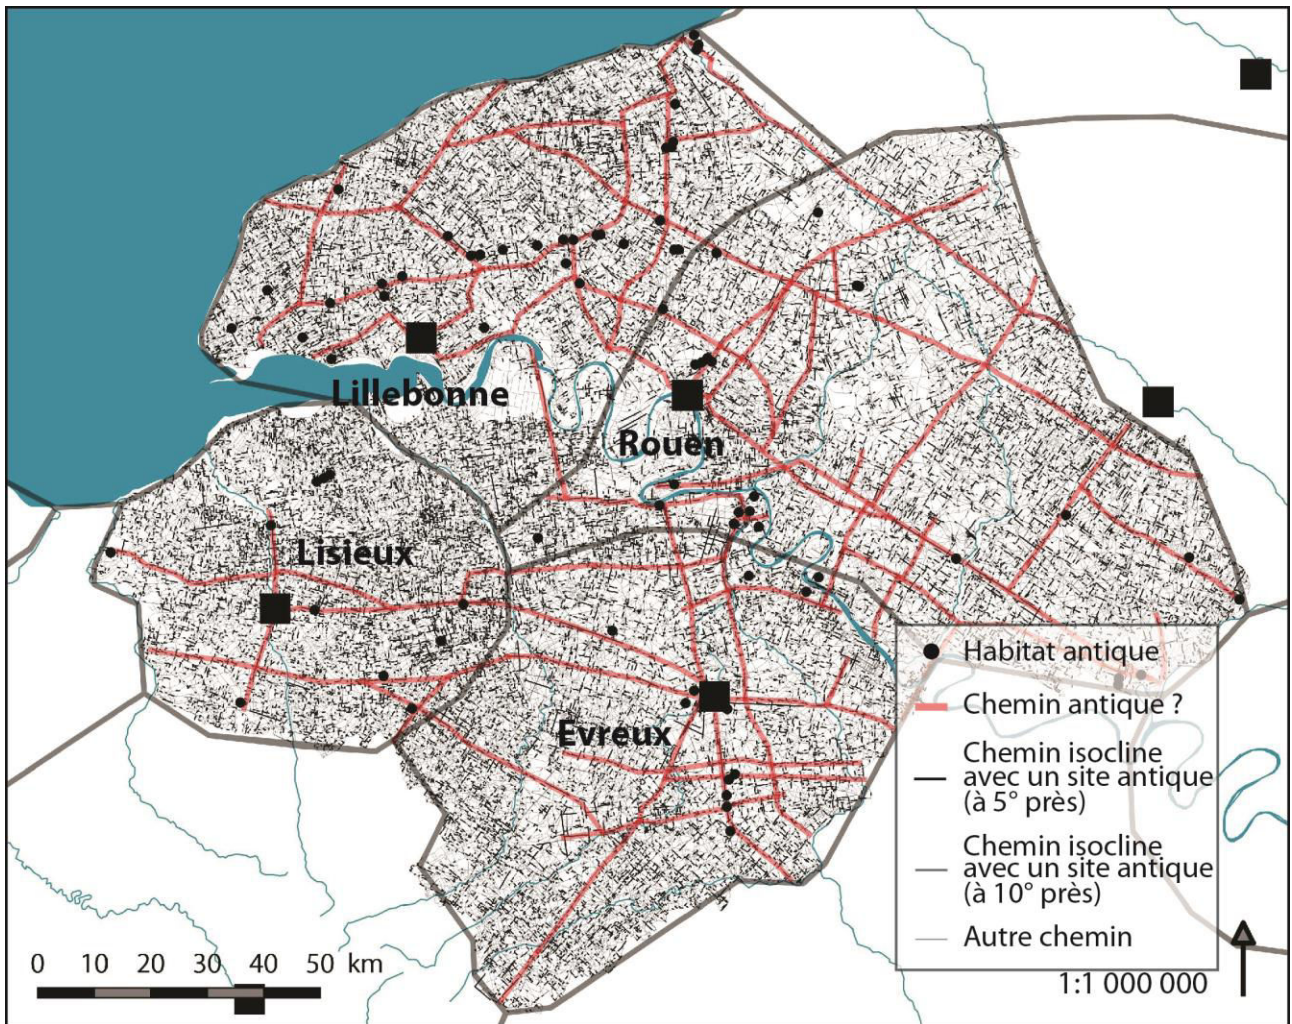 Lillebonne
Rouen
Lisieux
Evreux
Habitat antique
Chemin antique ?
Chemin isocline
avec un site antique
(à 5° près)
Chemin isocline
avec un site antique
(à 10° près)
Autre chemin
0 10 20 30 40 50 km
1:1 000 000